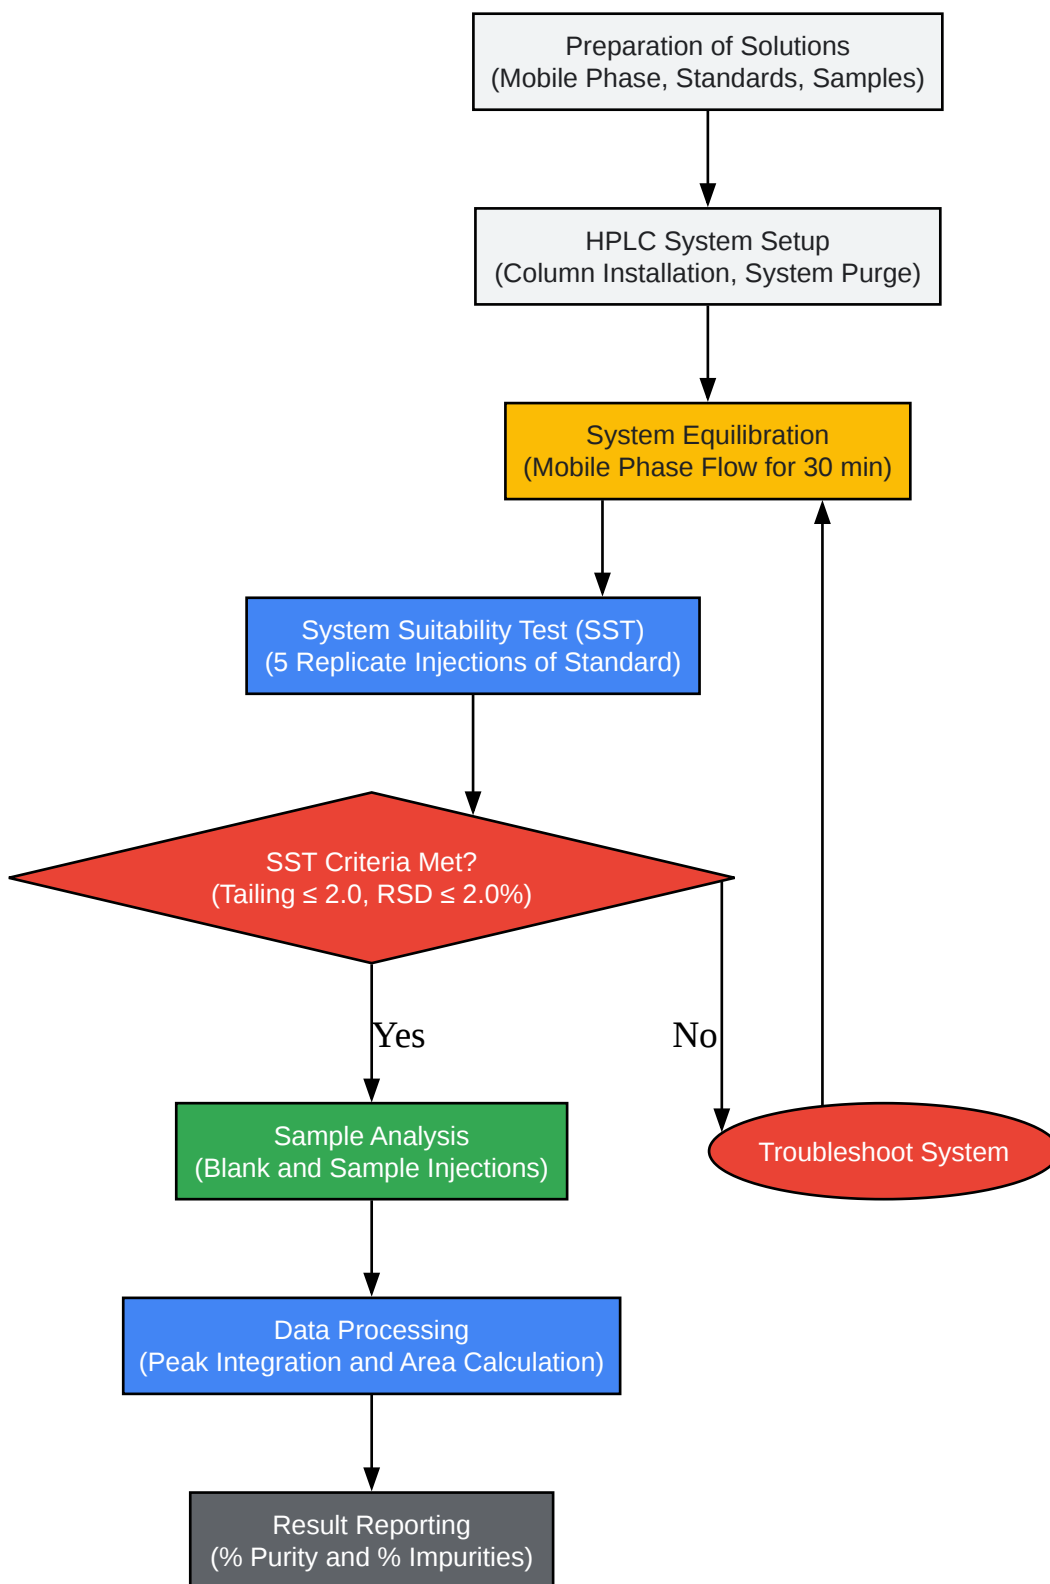 Preparation of Solutions
(Mobile Phase, Standards, Samples)
HPLC System Setup
(Column Installation, System Purge)
System Equilibration
(Mobile Phase Flow for 30 min)
System Suitability Test (SST)
(5 Replicate Injections of Standard)
SST Criteria Met?
(Tailing ≤ 2.0, RSD ≤ 2.0%)
Yes
No
Sample Analysis
(Blank and Sample Injections)
Troubleshoot System
Data Processing
(Peak Integration and Area Calculation)
Result Reporting
(% Purity and % Impurities)